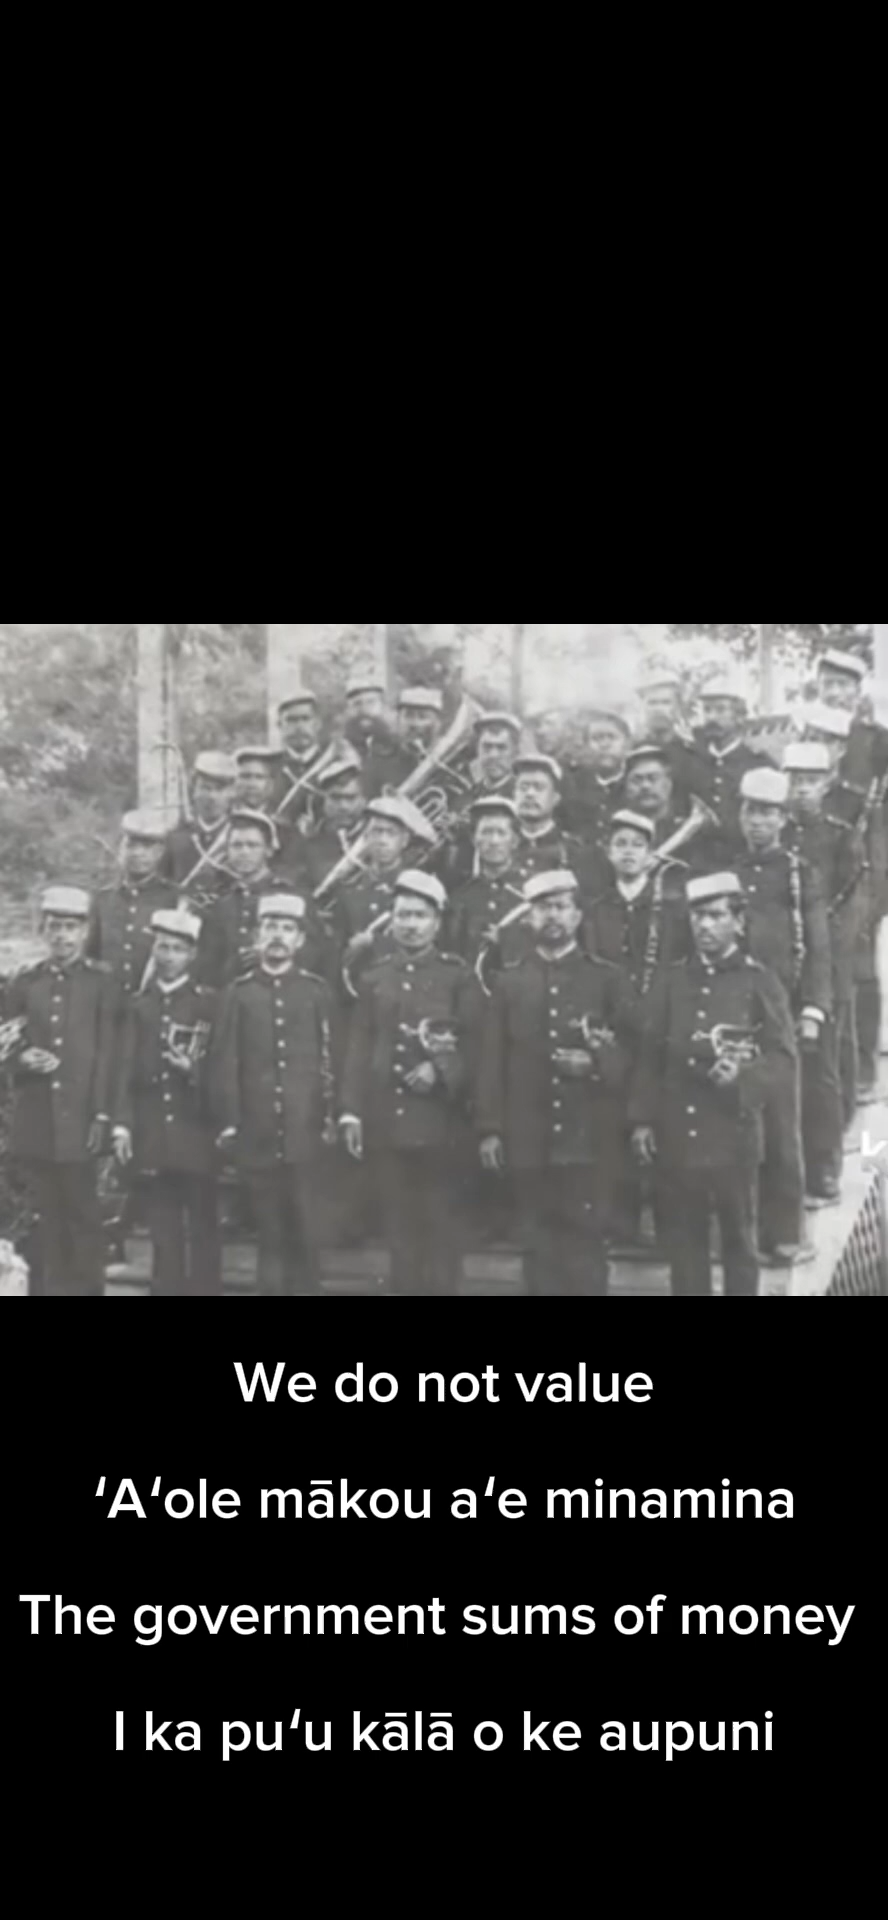 We do not value
ʻAʻole mākou aʻe minamina
The government sums of money
I ka puʻu kālā o ke aupuni